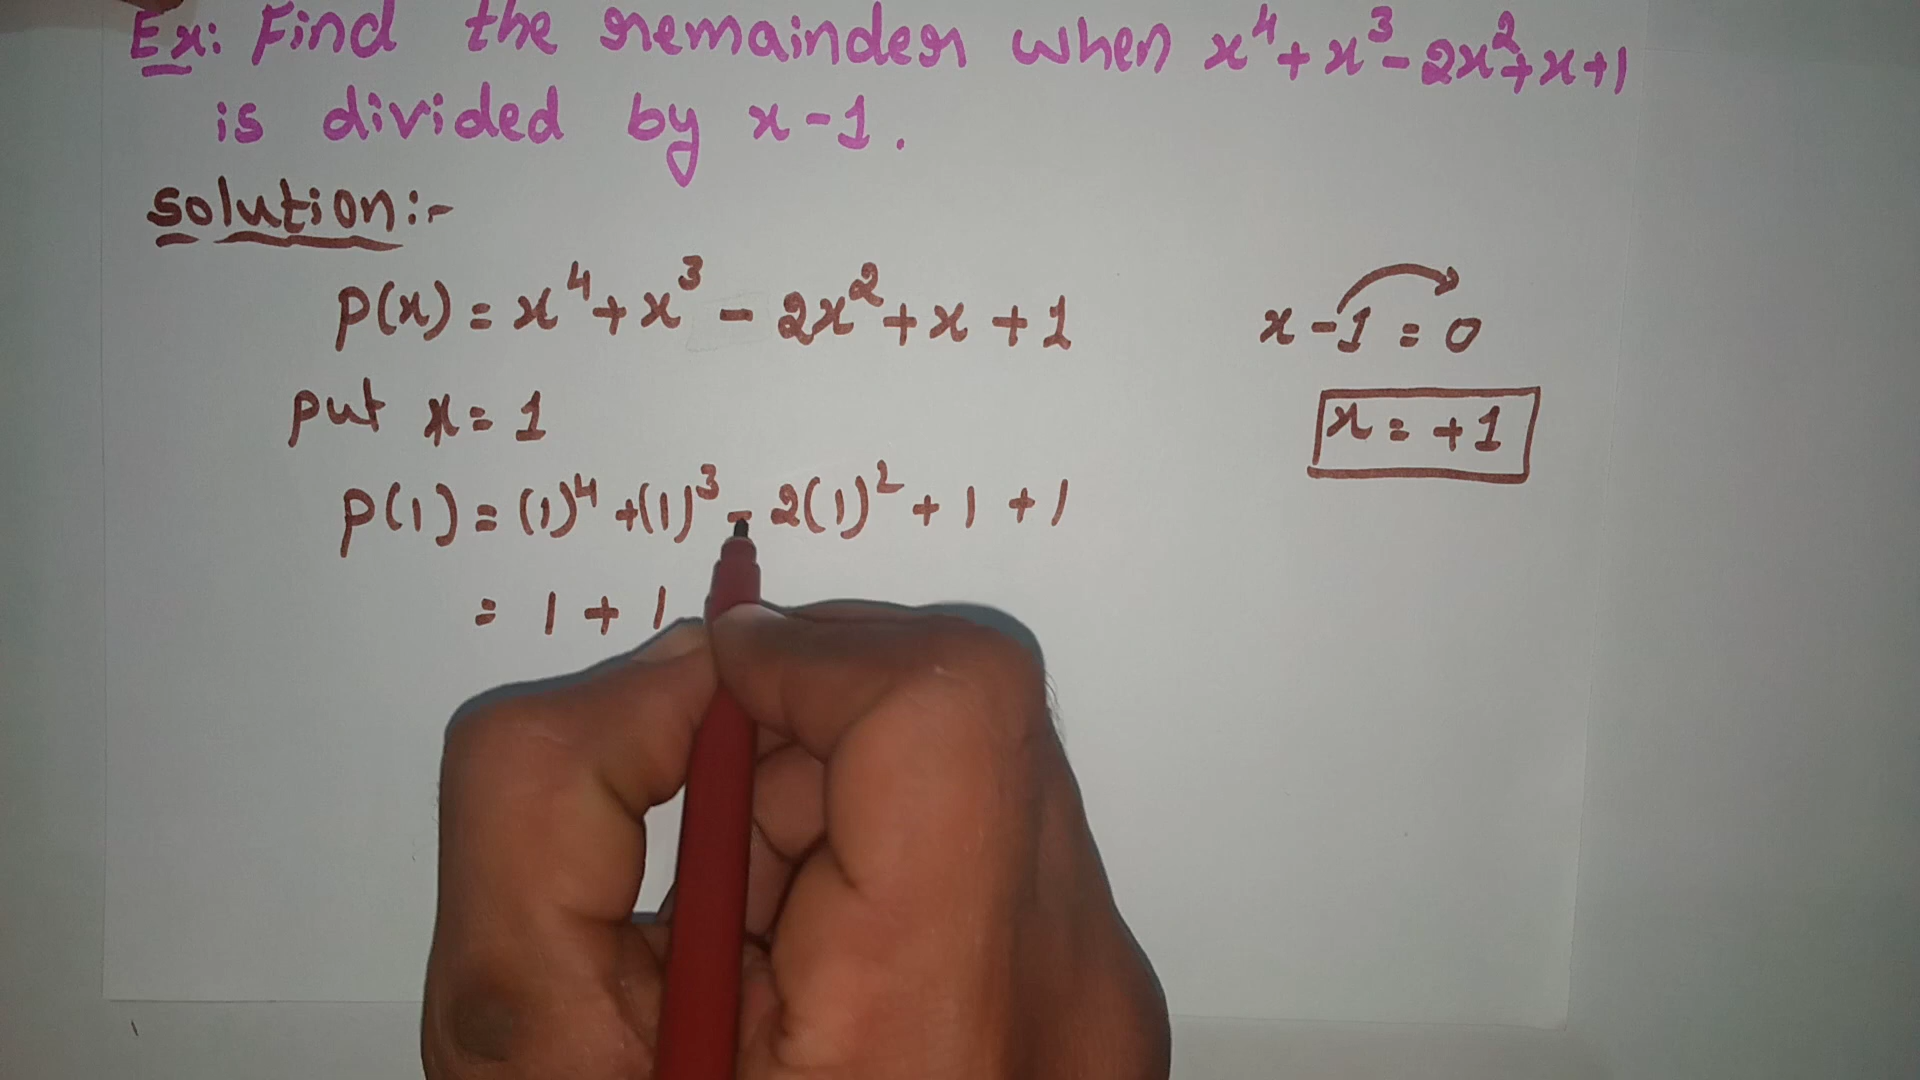 Ex: Find the remainder when x⁴+x³-2x²+x+1
is divided by x-1.
Solution:-
p(x) = x⁴+x³ - 2x²+x+1
x-1=0
put x=1
x=+1
p(1) = (1)⁴+(1)³-2(1)²+1+1
= 1+1